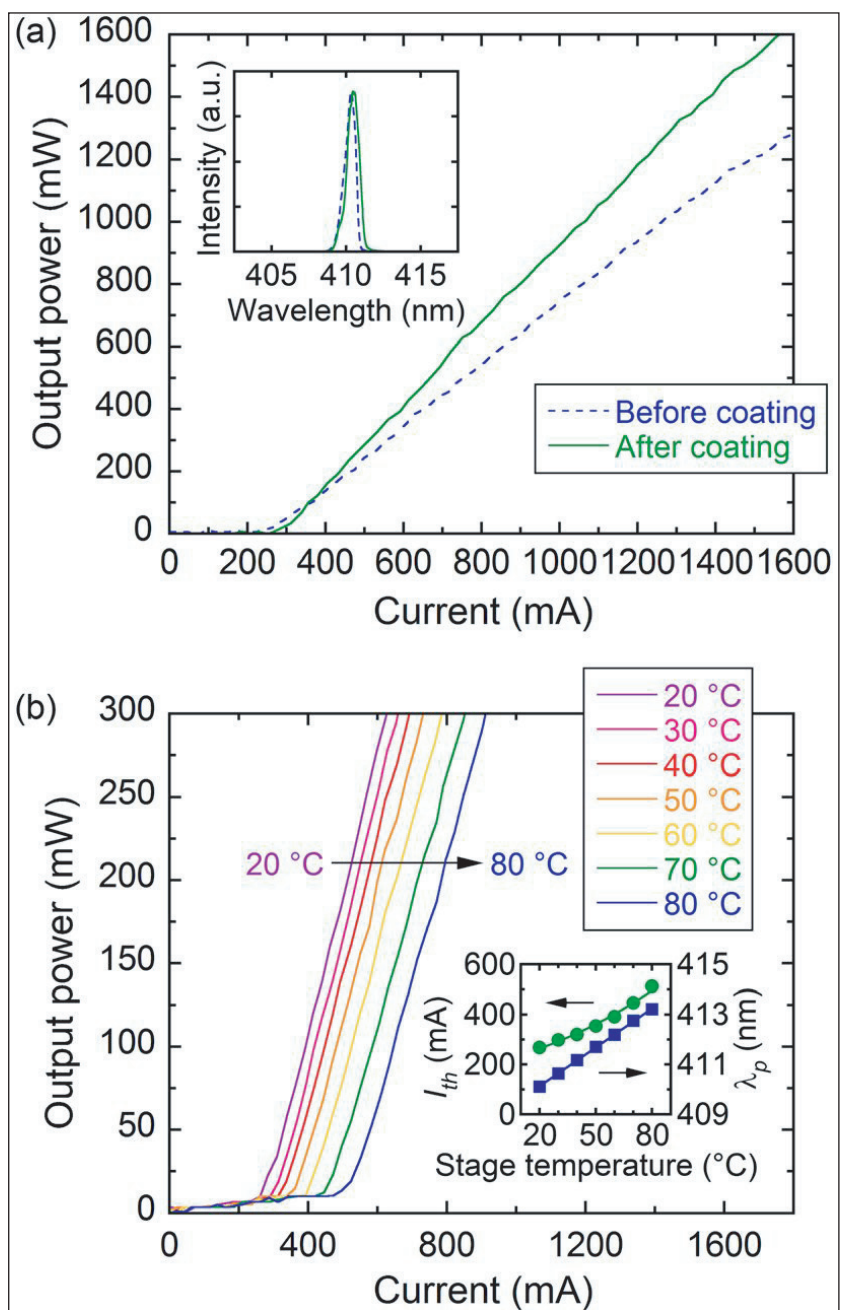 (a)
1600
1400
1200
1000
800
600
400
200
0
Output power (mW)
0 200 400 600 800 1000 1200 1400 1600
Current (mA)
Intensity (a.u.)
405 410 415
Wavelength (nm)
Before coating
After coating
(b)
300
250
200
150
100
50
0
Output power (mW)
0 400 800 1200 1600
Current (mA)
20 °C
30 °C
40 °C
50 °C
60 °C
70 °C
80 °C
20 °C 80 °C
600
400
200
0
I_th (mA)
415
413
411
409
λ_p (nm)
20 50 80
Stage temperature (°C)